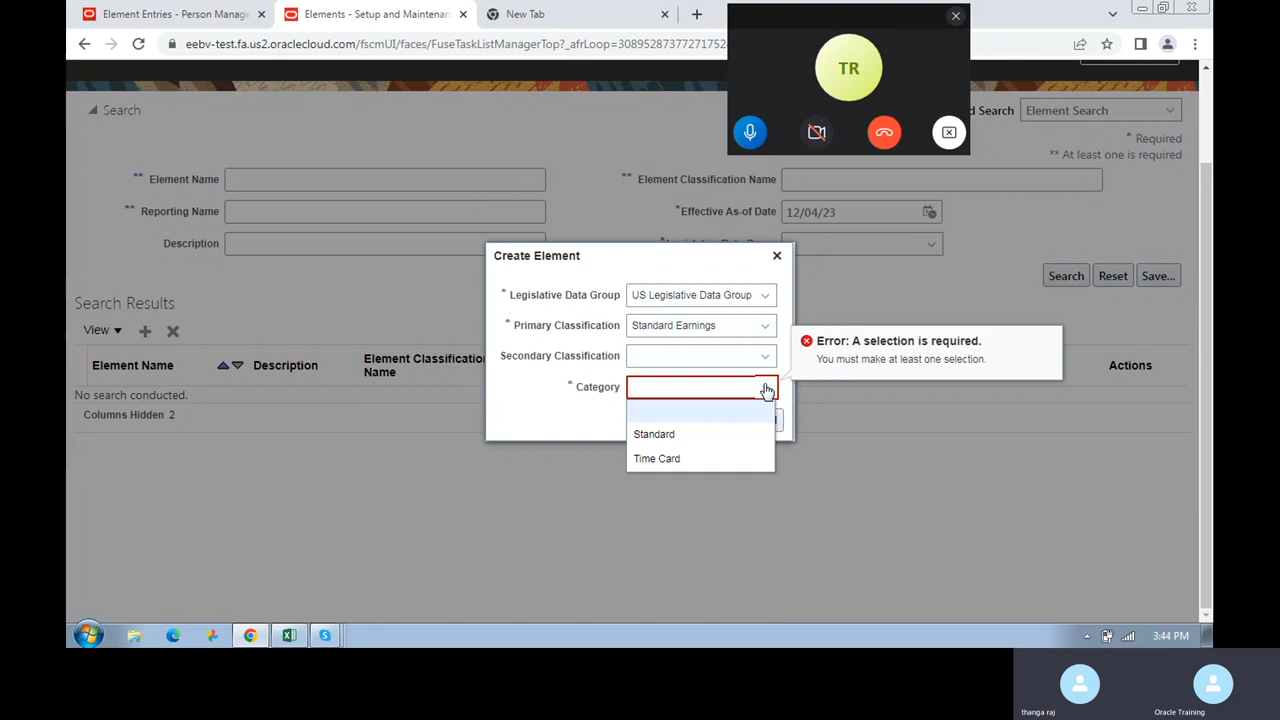 Element Entries - Person Manage
Elements - Setup and Maintenan
New Tab
eebv-test.fa.us2.oraclecloud.com/fscmUI/faces/FuseTaskListManagerTop?_afrLoop=30895287377271752
TR
Search
d Search
Element Search
* Required
** At least one is required
** Element Name
** Element Classification Name
** Reporting Name
*Effective As-of Date
12/04/23
Description
Search
Reset
Save...
Create Element
* Legislative Data Group
US Legislative Data Group
* Primary Classification
Standard Earnings
Secondary Classification
* Category
Standard
Time Card
Error: A selection is required.
You must make at least one selection.
Search Results
View
Element Name
Description
Element Classification
Name
Actions
No search conducted.
Columns Hidden 2
3:44 PM
thanga raj
Oracle Training